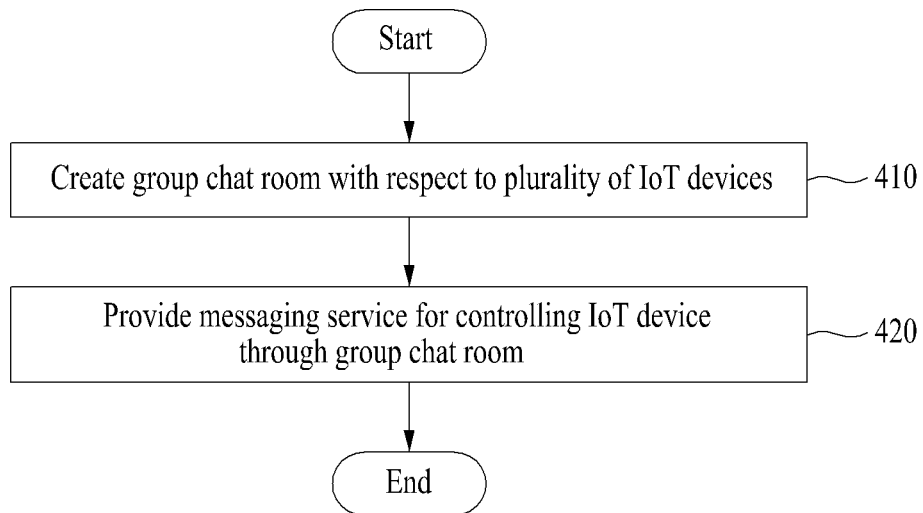 Start
Create group chat room with respect to plurality of IoT devices
410
Provide messaging service for controlling IoT device
through group chat room
420
End